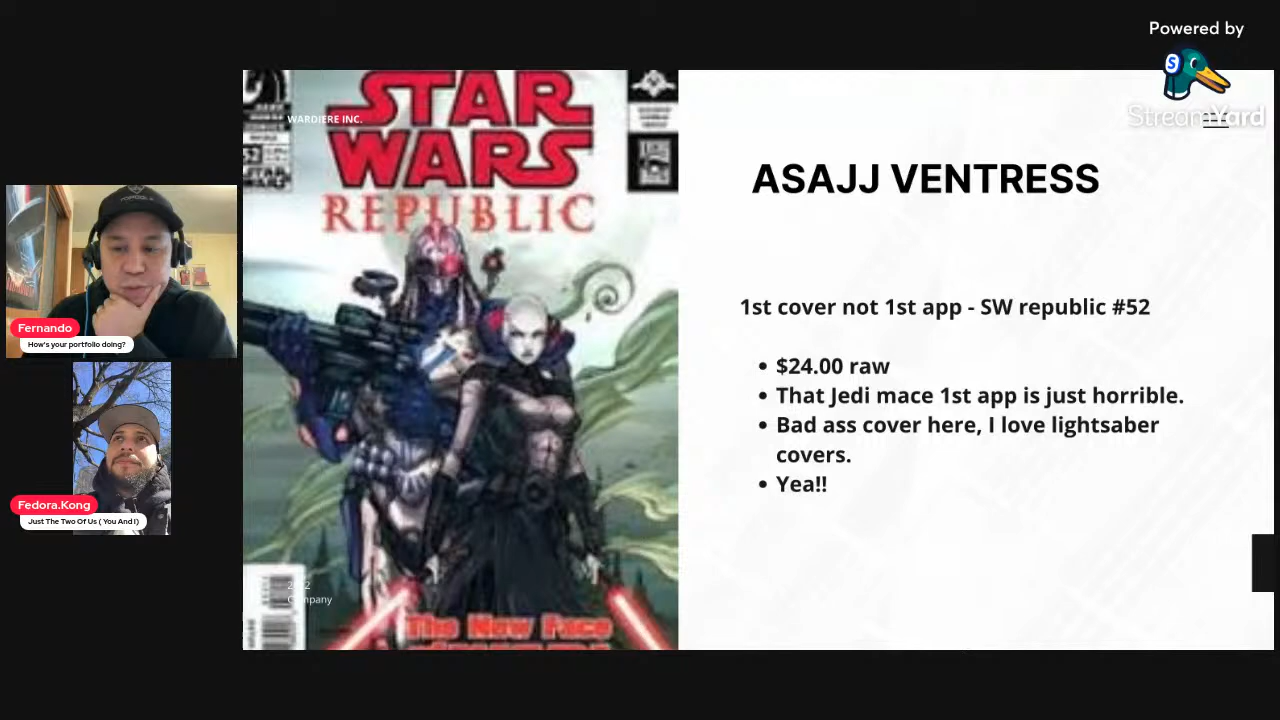 Powered by
StreamYard
STAR
WARS
REPUBLIC
WARDIERE INC.
52
ASAJJ VENTRESS
1st cover not 1st app - SW republic #52
• $24.00 raw
• That Jedi mace 1st app is just horrible.
• Bad ass cover here, I love lightsaber
covers.
• Yea!!
Fernando
How's your portfolio doing?
Fedora.Kong
Just The Two Of Us ( You And I)
Company
The New Face